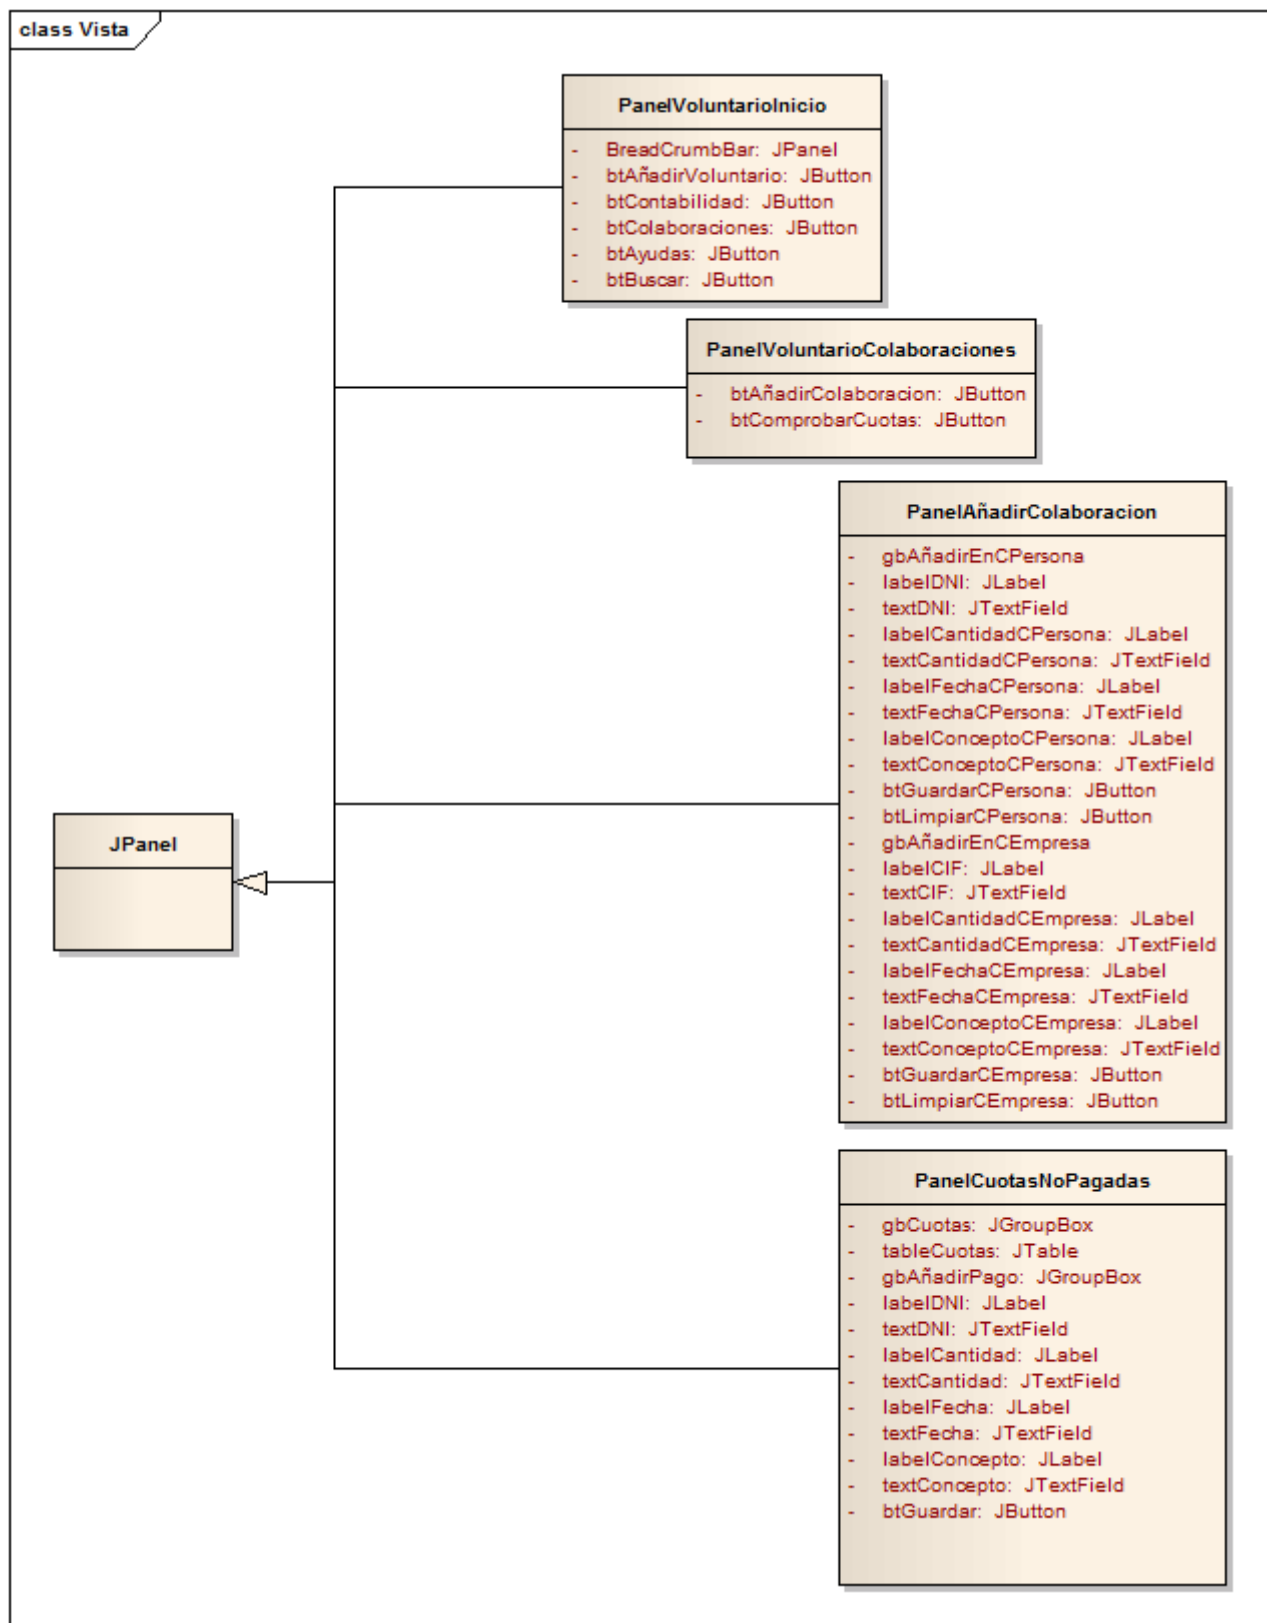 class Vista
PanelVoluntarioInicio
- BreadCrumbBar: JPanel
- btAñadirVoluntario: JButton
- btContabilidad: JButton
- btColaboraciones: JButton
- btAyudas: JButton
- btBuscar: JButton
PanelVoluntarioColaboraciones
- btAñadirColaboracion: JButton
- btComprobarCuotas: JButton
PanelAñadirColaboracion
- gbAñadirEnCPersona
- labelDNI: JLabel
- textDNI: JTextField
- labelCantidadCPersona: JLabel
- textCantidadCPersona: JTextField
- labelFechaCPersona: JLabel
- textFechaCPersona: JTextField
- labelConceptoCPersona: JLabel
- textConceptoCPersona: JTextField
- btGuardarCPersona: JButton
- btLimpiarCPersona: JButton
- gbAñadirEnCEmpresa
- labelCIF: JLabel
- textCIF: JTextField
- labelCantidadCEmpresa: JLabel
- textCantidadCEmpresa: JTextField
- labelFechaCEmpresa: JLabel
- textFechaCEmpresa: JTextField
- labelConceptoCEmpresa: JLabel
- textConceptoCEmpresa: JTextField
- btGuardarCEmpresa: JButton
- btLimpiarCEmpresa: JButton
JPanel
PanelCuotasNoPagadas
- gbCuotas: JGroupBox
- tableCuotas: JTable
- gbAñadirPago: JGroupBox
- labelDNI: JLabel
- textDNI: JTextField
- labelCantidad: JLabel
- textCantidad: JTextField
- labelFecha: JLabel
- textFecha: JTextField
- labelConcepto: JLabel
- textConcepto: JTextField
- btGuardar: JButton